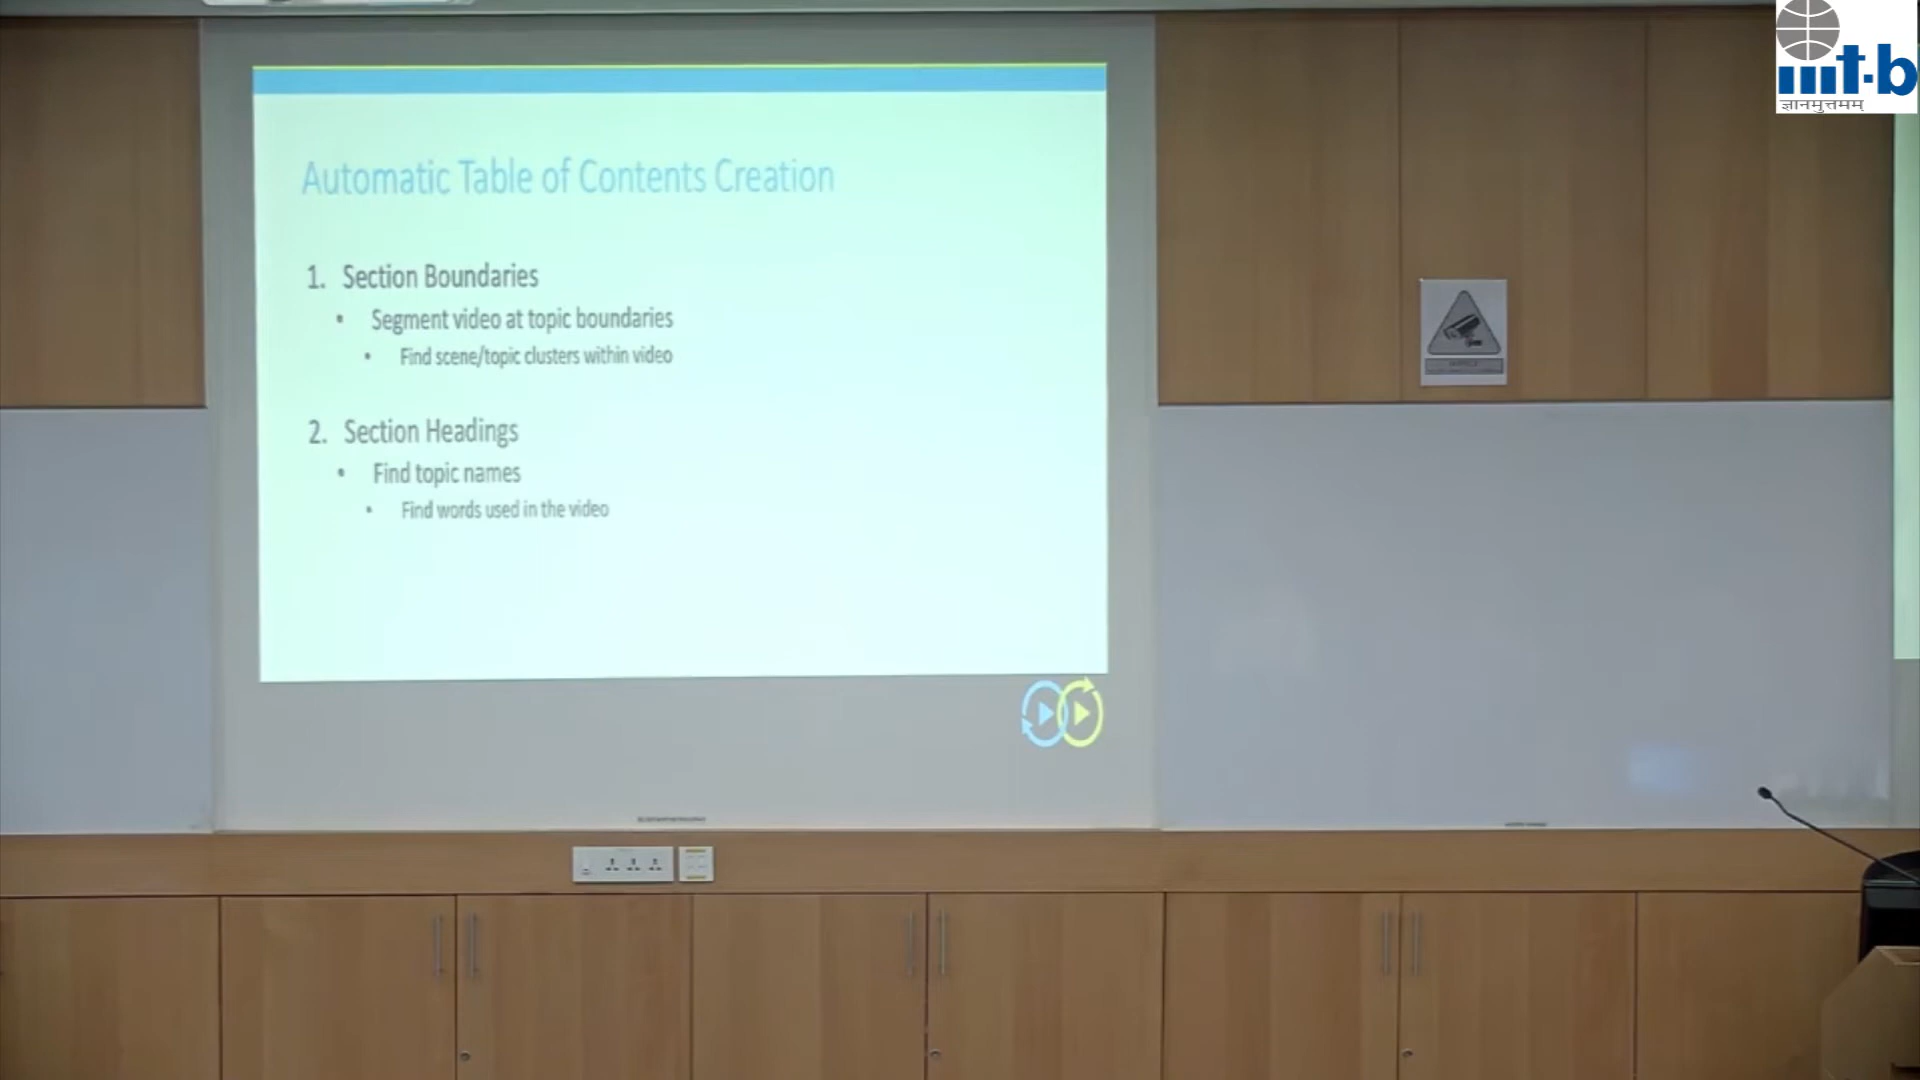 iiit-b
ज्ञानमुत्तमम्
Automatic Table of Contents Creation
1. Section Boundaries
• Segment video at topic boundaries
• Find scene/topic clusters within video
2. Section Headings
• Find topic names
• Find words used in the video